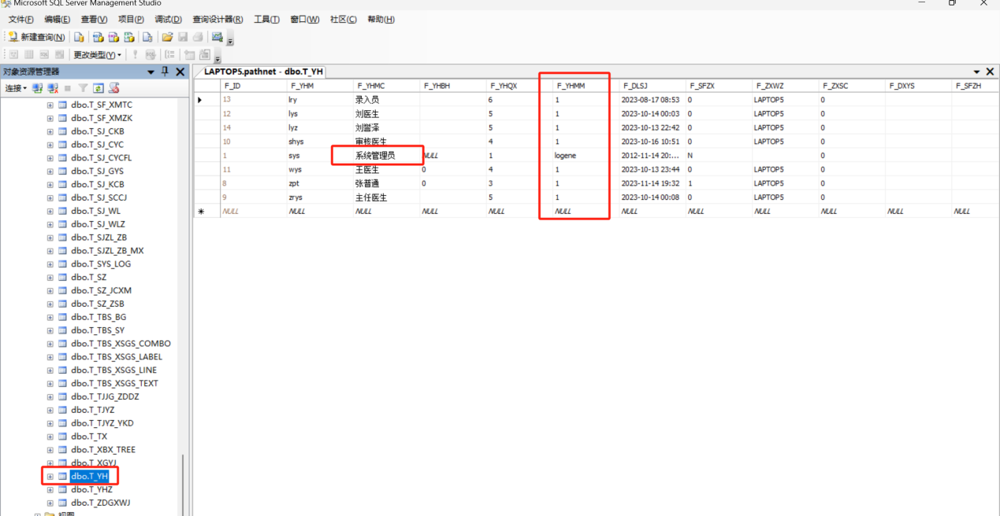 Microsoft SQL Server Management Studio
文件(F) 编辑(E) 查看(V) 项目(P) 调试(D) 查询设计器(R) 工具(T) 窗口(W) 社区(C) 帮助(H)
新建查询(N)
更改类型(Y)
对象资源管理器
连接
dbo.T_SF_XMTC
dbo.T_SF_XMZK
dbo.T_SJ_CKB
dbo.T_SJ_CYC
dbo.T_SJ_CYCFL
dbo.T_SJ_GYS
dbo.T_SJ_KCB
dbo.T_SJ_SCCJ
dbo.T_SJ_WL
dbo.T_SJ_WLZ
dbo.T_SJZL_ZB
dbo.T_SJZL_ZB_MX
dbo.T_SYS_LOG
dbo.T_SZ
dbo.T_SZ_JCXM
dbo.T_SZ_ZSB
dbo.T_TBS_BG
dbo.T_TBS_SY
dbo.T_TBS_XSGS_COMBO
dbo.T_TBS_XSGS_LABEL
dbo.T_TBS_XSGS_LINE
dbo.T_TBS_XSGS_TEXT
dbo.T_TJJG_ZDDZ
dbo.T_TJYZ
dbo.T_TJYZ_YKD
dbo.T_TX
dbo.T_XBX_TREE
dbo.T_XGYJ
dbo.T_YH
dbo.T_YHZ
dbo.T_ZDGXWJ
视图
LAPTOP5.pathnet - dbo.T_YH
F_ID F_YHM F_YHMC F_YHBH F_YHQX F_YHMM F_DLSJ F_SFZX F_ZXWZ F_ZXSC F_DXYS F_SFZH
13 lry 录入员 6 1 2023-08-17 08:53 0 LAPTOP5 0
12 lys 刘医生 5 1 2023-10-14 00:03 0 LAPTOP5 0
14 lyz 刘誉泽 5 1 2023-10-13 22:42 0 LAPTOP5 0
10 shys 审核医生 4 1 2023-10-16 10:51 0 LAPTOP5 0
1 sys 系统管理员 NULL 1 logene 2012-11-14 20:... N 0
11 wys 王医生 0 4 1 2023-10-13 23:44 0 LAPTOP5 0
8 zpt 张普通 0 3 1 2023-11-14 19:32 1 LAPTOP5 0
9 zrys 主任医生 5 1 2023-10-14 00:08 0 LAPTOP5 0
NULL NULL NULL NULL NULL NULL NULL NULL NULL NULL NULL NULL